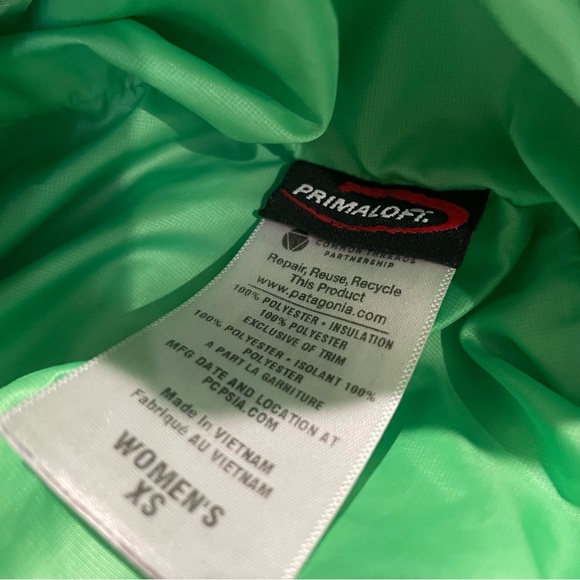 PRIMALOFT
COMMON THREADS
PARTNERSHIP
Repair, Reuse, Recycle
This Product
www.patagonia.com
100% POLYESTER • INSULATION
100% POLYESTER
EXCLUSIVE OF TRIM
100% POLYESTER • ISOLANT 100%
POLYESTER
A PART LA GARNITURE
MFG DATE AND LOCATION AT
PCPSIA.COM
Made in VIETNAM
Fabriqué AU VIETNAM
WOMEN'S
XS